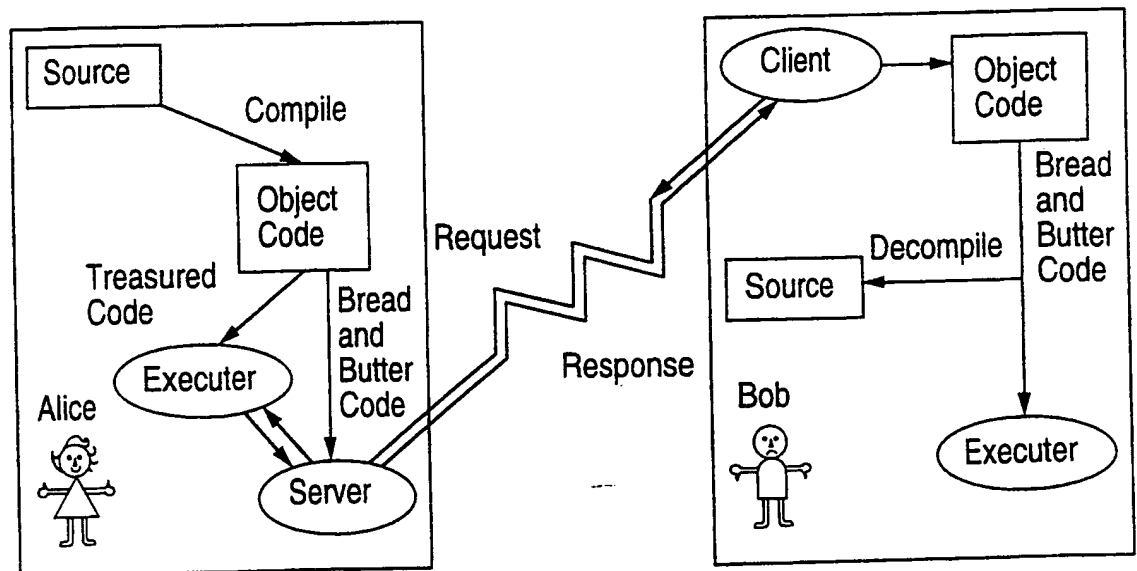 Source
Compile
Object
Code
Treasured
Code
Bread
and
Butter
Code
Executer
Alice
Server
Request
Response
Client
Object
Code
Bread
and
Butter
Code
Decompile
Source
Bob
Executer